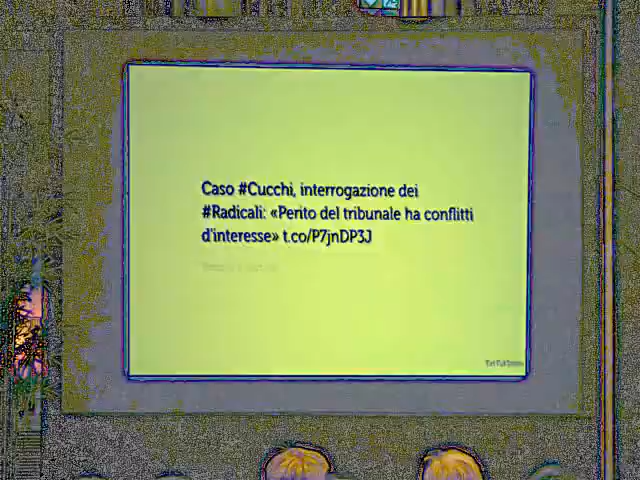 Caso #Cucchi, interrogazione dei
#Radicali: «Perito del tribunale ha conflitti
d'interesse» t.co/P7jnDP3J